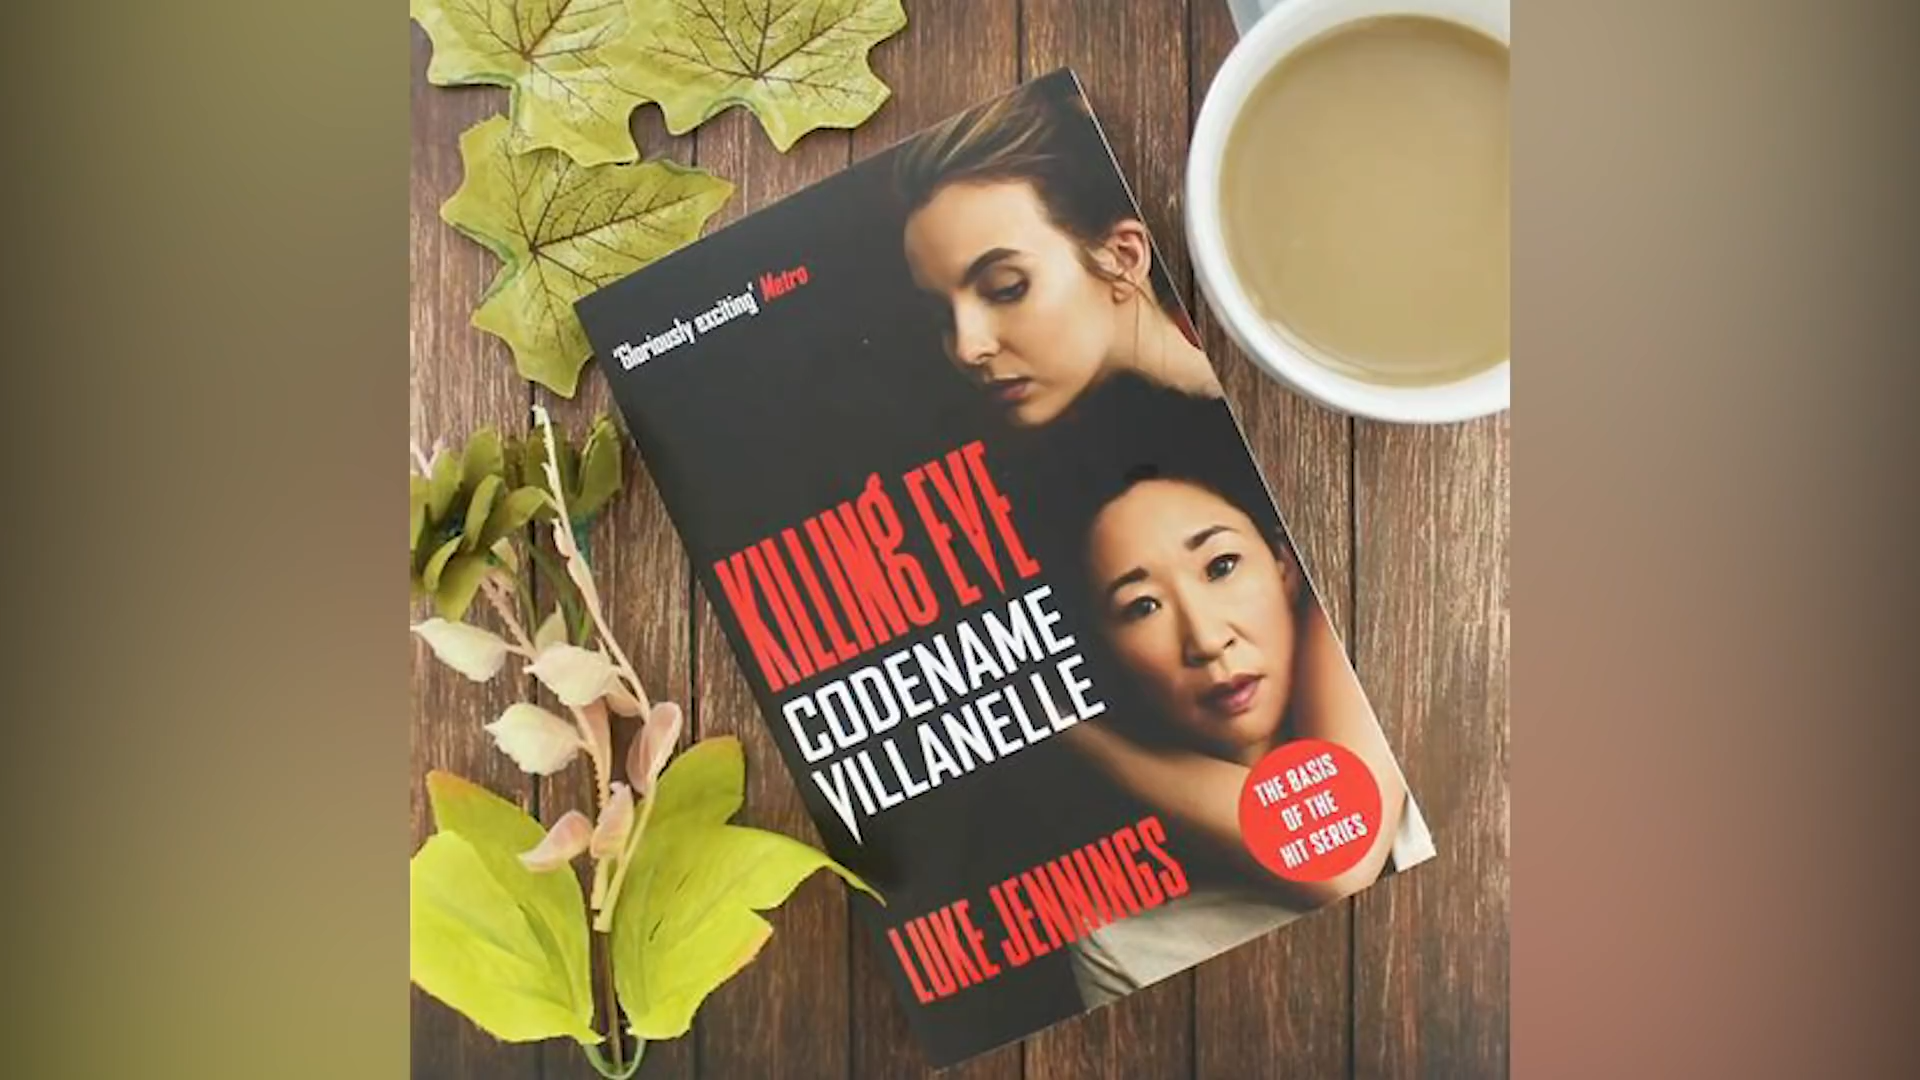 'Gloriously exciting' Metro
KILLING EVE
CODENAME
VILLANELLE
LUKE JENNINGS
THE BASIS
OF THE
HIT SERIES